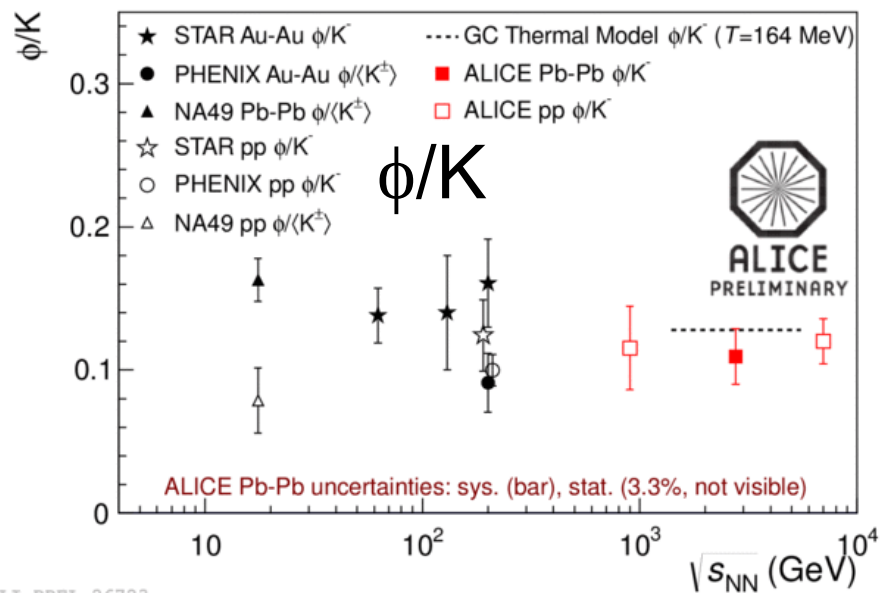 ϕ/K
★ STAR Au-Au ϕ/K⁻
● PHENIX Au-Au ϕ/⟨K±⟩
▲ NA49 Pb-Pb ϕ/⟨K±⟩
☆ STAR pp ϕ/K⁻
○ PHENIX pp ϕ/K⁻
△ NA49 pp ϕ/⟨K±⟩
GC Thermal Model ϕ/K⁻ (T=164 MeV)
■ ALICE Pb-Pb ϕ/K⁻
□ ALICE pp ϕ/K⁻
ϕ/K
ALICE
PRELIMINARY
0.3
0.2
0.1
0
ALICE Pb-Pb uncertainties: sys. (bar), stat. (3.3%, not visible)
10 10² 10³ 10⁴
√sNN (GeV)